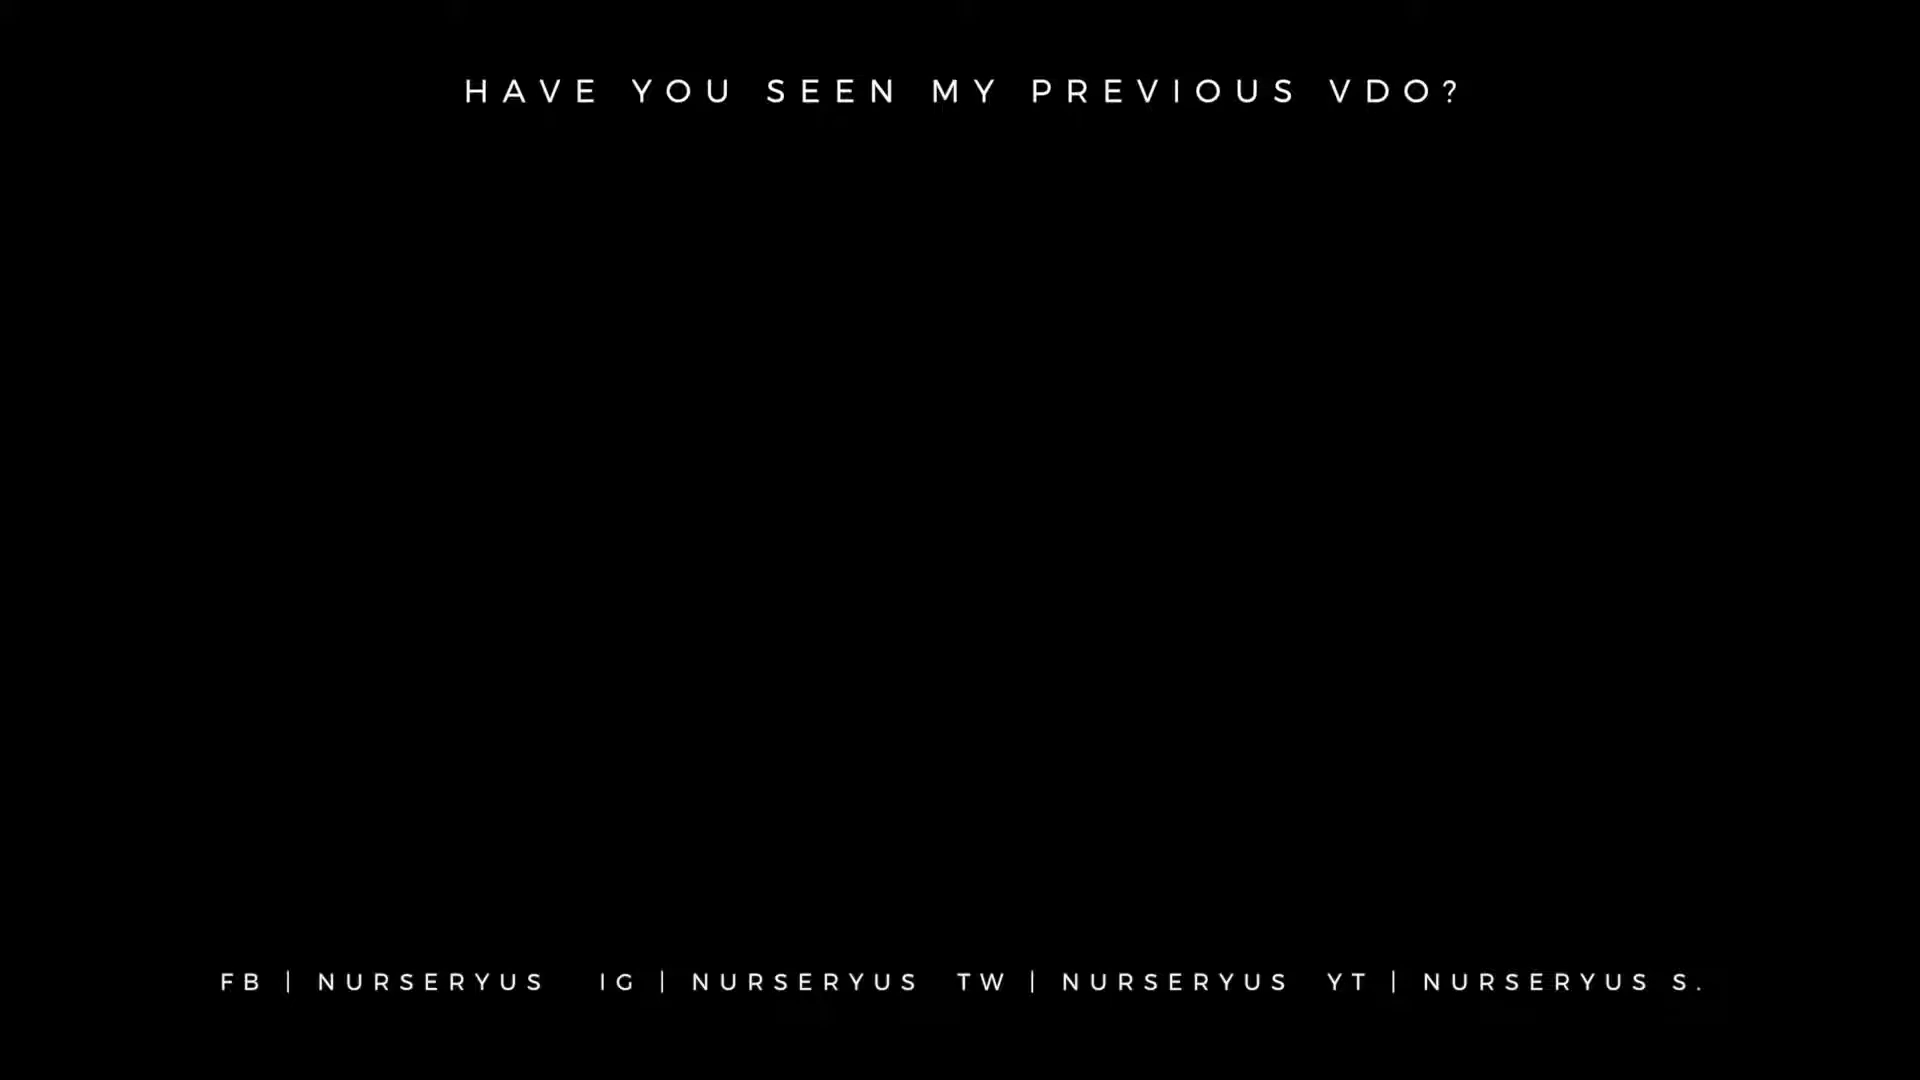 HAVE YOU SEEN MY PREVIOUS VDO?
FB | NURSERYUS IG | NURSERYUS TW | NURSERYUS YT | NURSERYUS S.